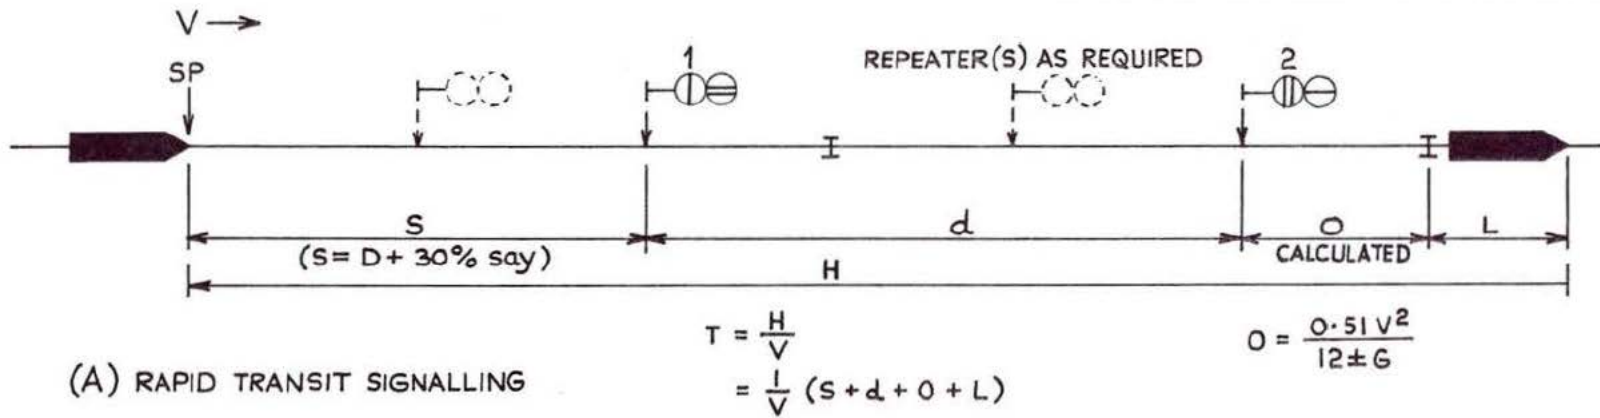 V →
SP
1
REPEATER(S) AS REQUIRED
2
S
(S = D + 30% say)
d
O
CALCULATED
L
H
T = H/V
= 1/V (S + d + O + L)
O = 0.51 V² / 12 ± G
(A) RAPID TRANSIT SIGNALLING